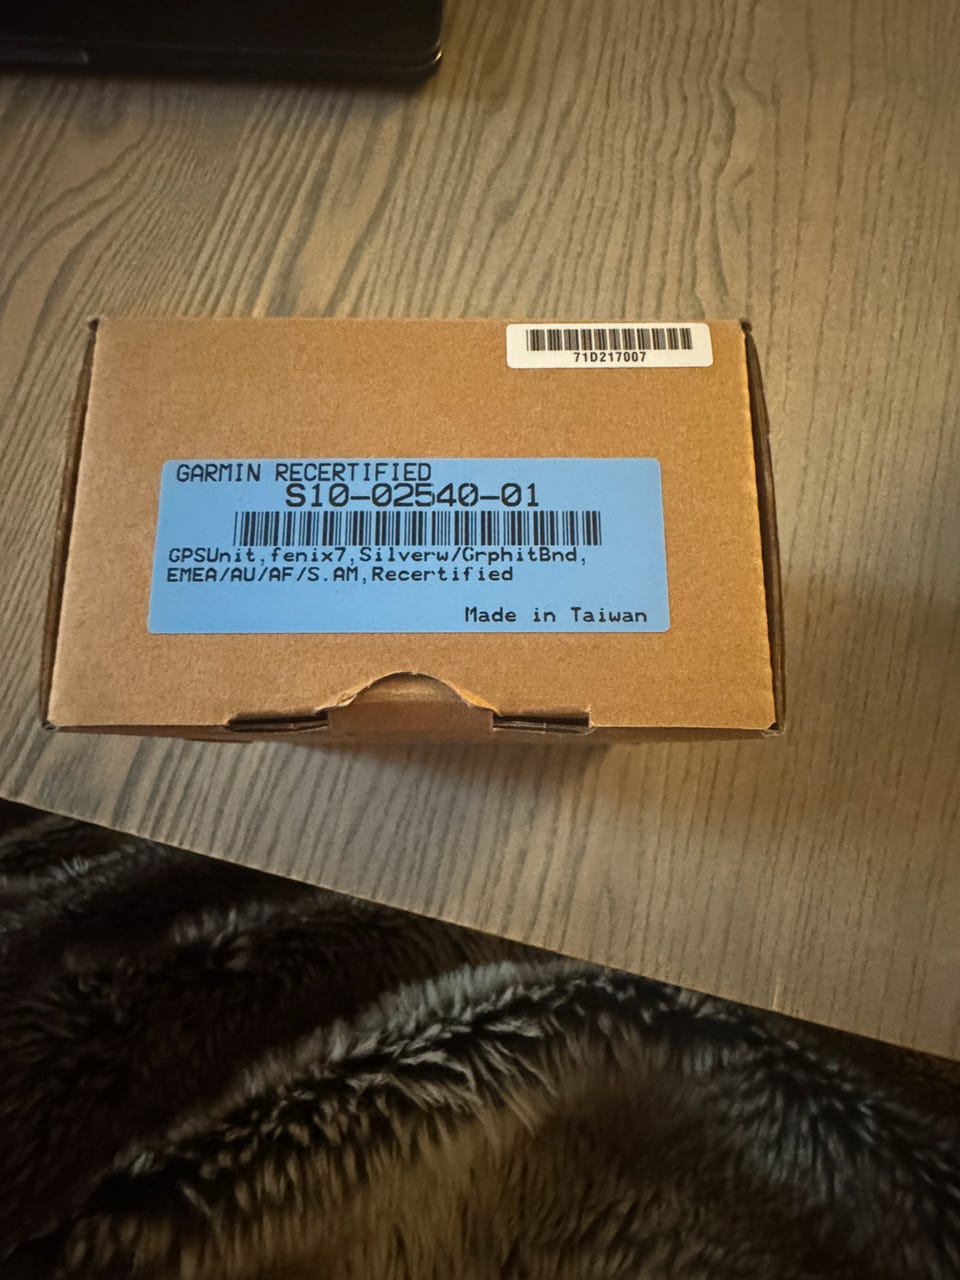 71D217007
GARMIN RECERTIFIED
S10-02540-01
GPSUnit,fenix7,Silverw/GrphitBnd,
EMEA/AU/AF/S.AM,Recertified
Made in Taiwan